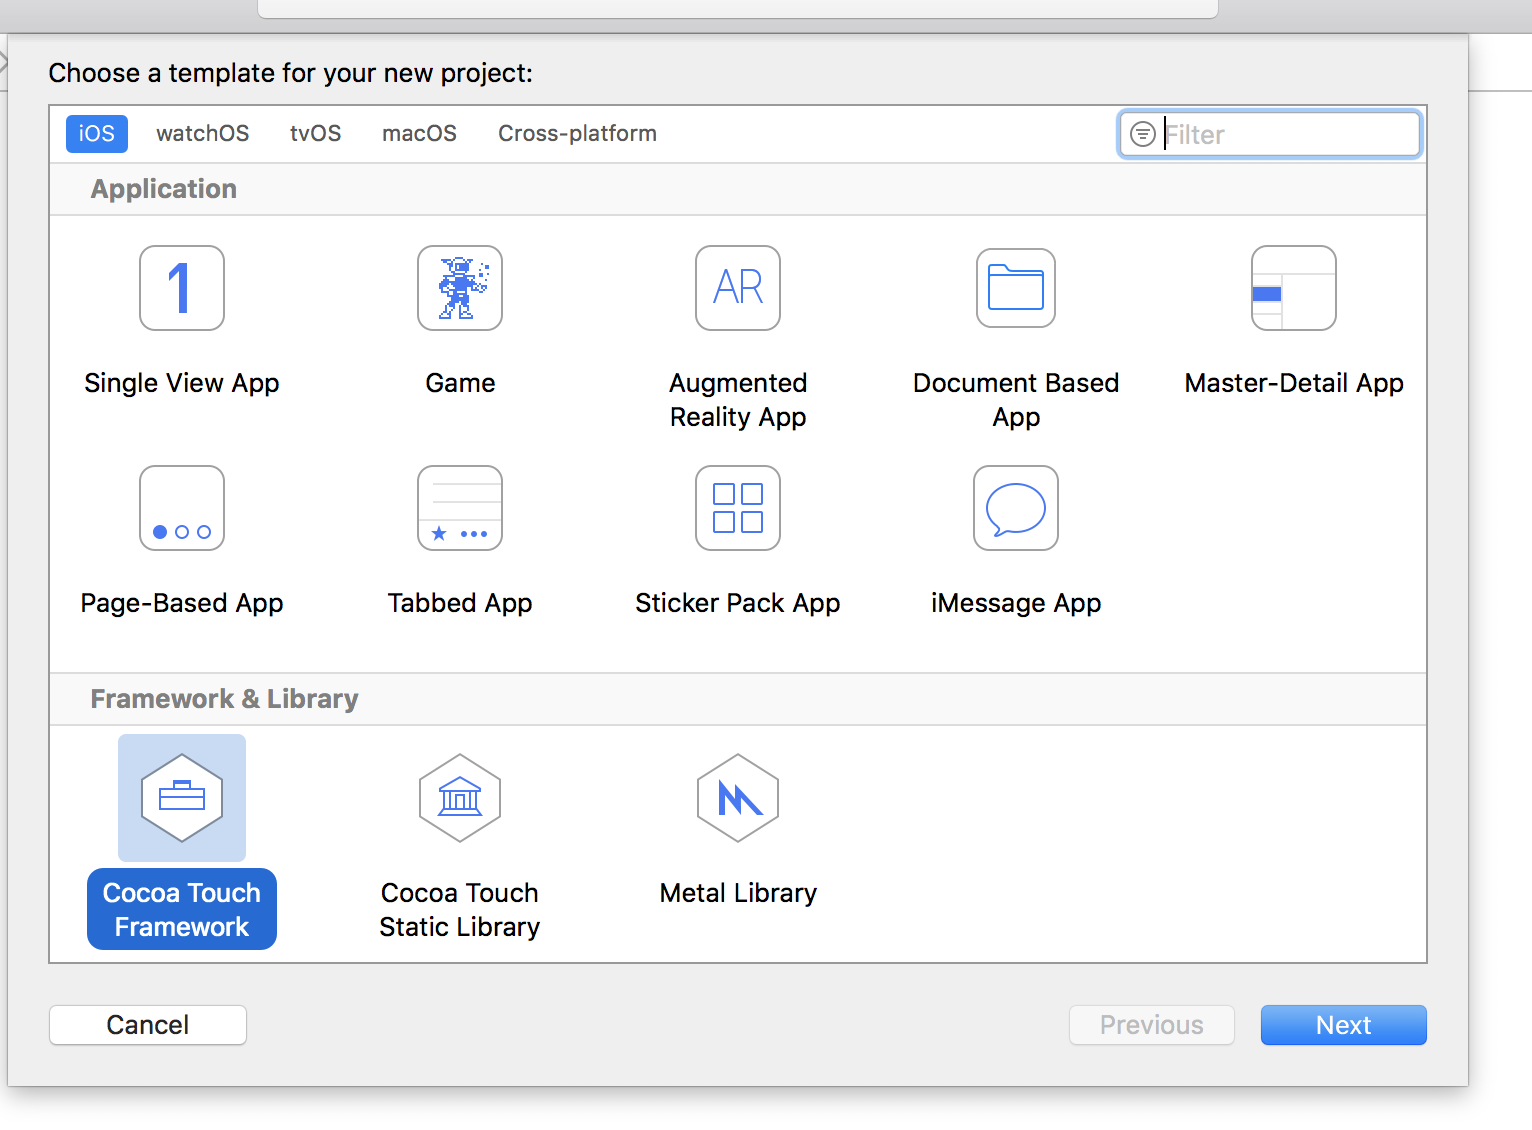 Choose a template for your new project:
iOS watchOS tvOS macOS Cross-platform Filter
Application
1 AR
Single View App Game Augmented Reality App Document Based App Master-Detail App
Page-Based App Tabbed App Sticker Pack App iMessage App
Framework & Library
Cocoa Touch Framework Cocoa Touch Static Library Metal Library
Cancel Previous Next